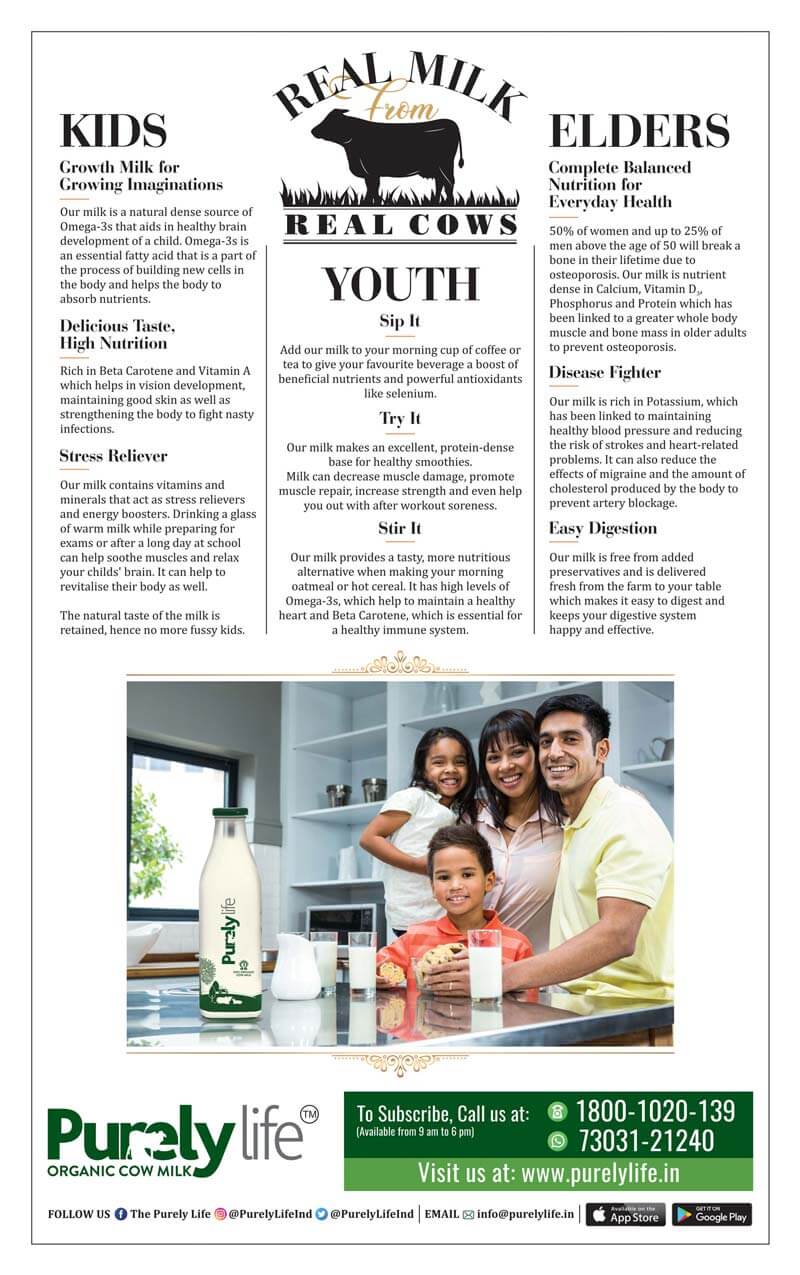 REAL MILK
From
REAL COWS
KIDS
Growth Milk for
Growing Imaginations
Our milk is a natural dense source of
Omega-3s that aids in healthy brain
development of a child. Omega-3s is
an essential fatty acid that is a part of
the process of building new cells in
the body and helps the body to
absorb nutrients.
Delicious Taste,
High Nutrition
Rich in Beta Carotene and Vitamin A
which helps in vision development,
maintaining good skin as well as
strengthening the body to fight nasty
infections.
Stress Reliever
Our milk contains vitamins and
minerals that act as stress relievers
and energy boosters. Drinking a glass
of warm milk while preparing for
exams or after a long day at school
can help soothe muscles and relax
your childs' brain. It can help to
revitalise their body as well.
The natural taste of the milk is
retained, hence no more fussy kids.
YOUTH
Sip It
Add our milk to your morning cup of coffee or
tea to give your favourite beverage a boost of
beneficial nutrients and powerful antioxidants
like selenium.
Try It
Our milk makes an excellent, protein-dense
base for healthy smoothies.
Milk can decrease muscle damage, promote
muscle repair, increase strength and even help
you out with after workout soreness.
Stir It
Our milk provides a tasty, more nutritious
alternative when making your morning
oatmeal or hot cereal. It has high levels of
Omega-3s, which help to maintain a healthy
heart and Beta Carotene, which is essential for
a healthy immune system.
ELDERS
Complete Balanced
Nutrition for
Everyday Health
50% of women and up to 25% of
men above the age of 50 will break a
bone in their lifetime due to
osteoporosis. Our milk is nutrient
dense in Calcium, Vitamin D₃,
Phosphorus and Protein which has
been linked to a greater whole body
muscle and bone mass in older adults
to prevent osteoporosis.
Disease Fighter
Our milk is rich in Potassium, which
has been linked to maintaining
healthy blood pressure and reducing
the risk of strokes and heart-related
problems. It can also reduce the
effects of migraine and the amount of
cholesterol produced by the body to
prevent artery blockage.
Easy Digestion
Our milk is free from added
preservatives and is delivered
fresh from the farm to your table
which makes it easy to digest and
keeps your digestive system
happy and effective.
Purely life
COW MILK
Purely life TM
ORGANIC COW MILK
To Subscribe, Call us at:
(Available from 9 am to 6 pm)
1800-1020-139
73031-21240
Visit us at: www.purelylife.in
FOLLOW US The Purely Life @PurelyLifeInd @PurelyLifeInd EMAIL info@purelylife.in
Available on the
App Store
GET IT ON
Google Play